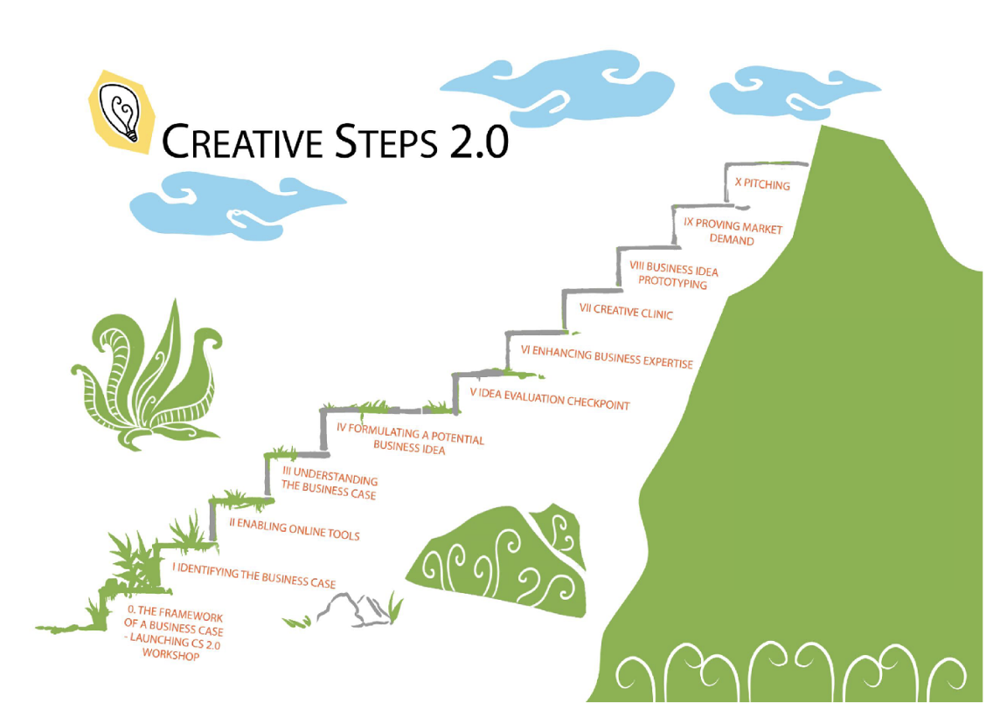 CREATIVE STEPS 2.0
X PITCHING
IX PROVING MARKET
DEMAND
VIII BUSINESS IDEA
PROTOTYPING
VII CREATIVE CLINIC
VI ENHANCING BUSINESS EXPERTISE
V IDEA EVALUATION CHECKPOINT
IV FORMULATING A POTENTIAL
BUSINESS IDEA
III UNDERSTANDING
THE BUSINESS CASE
II ENABLING ONLINE TOOLS
I IDENTIFYING THE BUSINESS CASE
0. THE FRAMEWORK
OF A BUSINESS CASE
- LAUNCHING CS 2.0
WORKSHOP